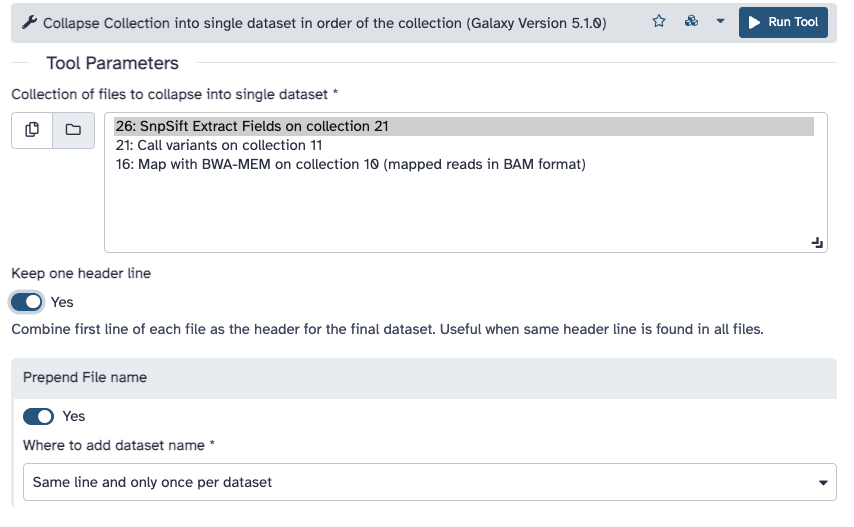 Collapse Collection into single dataset in order of the collection (Galaxy Version 5.1.0)
Run Tool
Tool Parameters
Collection of files to collapse into single dataset *
26: SnpSift Extract Fields on collection 21
21: Call variants on collection 11
16: Map with BWA-MEM on collection 10 (mapped reads in BAM format)
Keep one header line
Yes
Combine first line of each file as the header for the final dataset. Useful when same header line is found in all files.
Prepend File name
Yes
Where to add dataset name *
Same line and only once per dataset